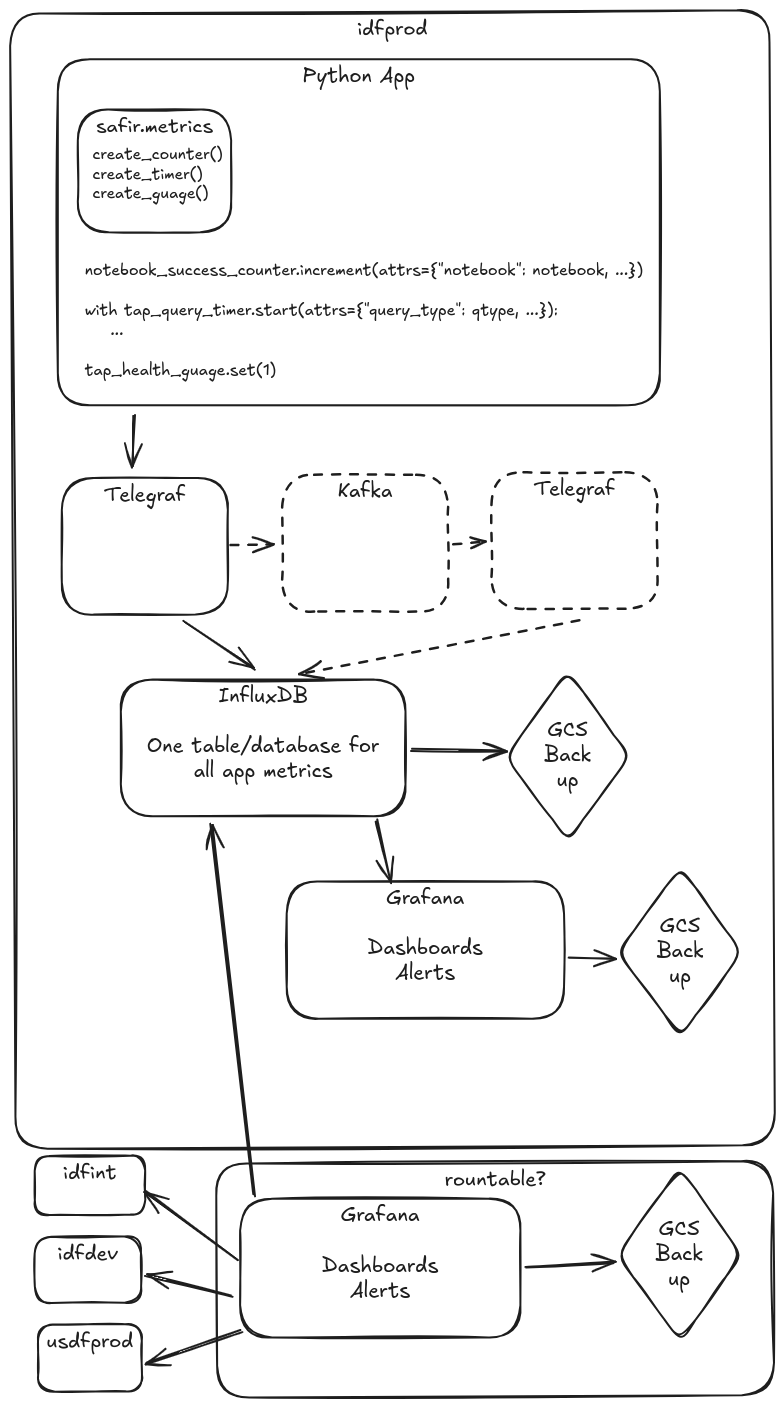 idfprod
Python App
safir.metrics
create_counter()
create_timer()
create_guage()
notebook_success_counter.increment(attrs={"notebook": notebook, ...})
with tap_query_timer.start(attrs={"query_type": qtype, ...}):
...
tap_health_guage.set(1)
Telegraf
Kafka
Telegraf
InfluxDB
One table/database for
all app metrics
GCS
Back
up
Grafana
Dashboards
Alerts
GCS
Back
up
idfint
idfdev
usdfprod
rountable?
Grafana
Dashboards
Alerts
GCS
Back
up